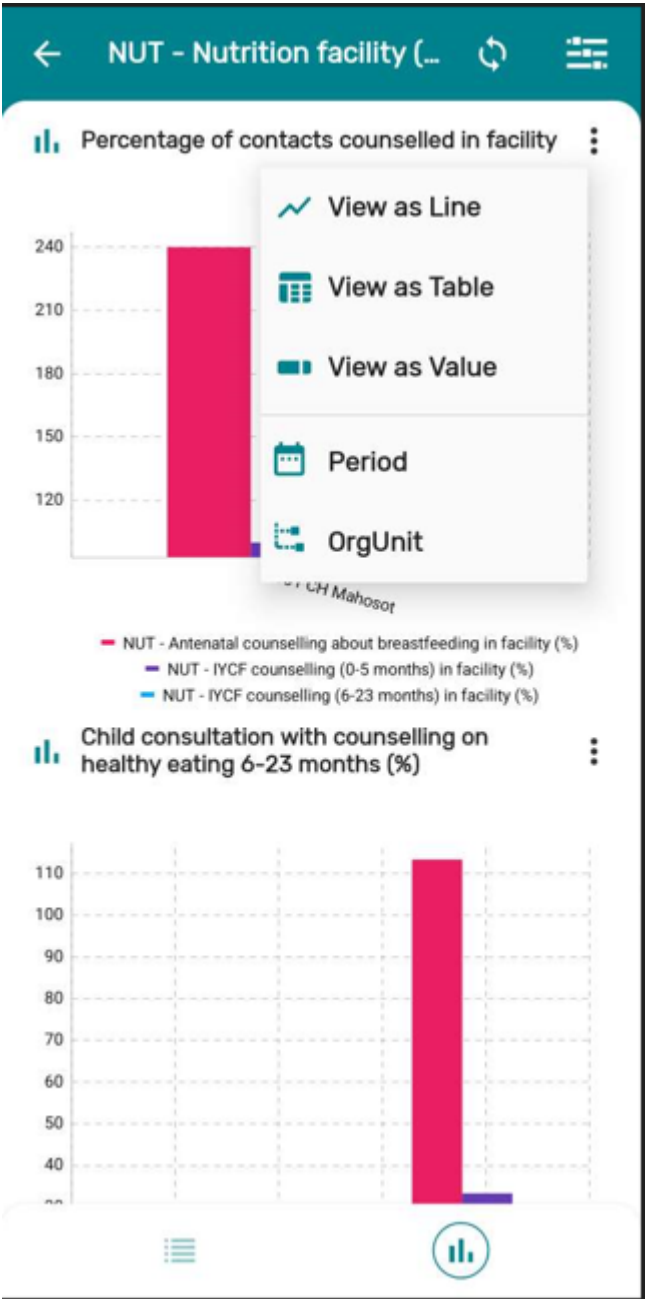 NUT - Nutrition facility (...
Percentage of contacts counselled in facility
View as Line
View as Table
View as Value
Period
OrgUnit
240
210
180
150
120
CH Mahosot
NUT - Antenatal counselling about breastfeeding in facility (%)
NUT - IYCF counselling (0-5 months) in facility (%)
NUT - IYCF counselling (6-23 months) in facility (%)
Child consultation with counselling on
healthy eating 6-23 months (%)
110
100
90
80
70
60
50
40